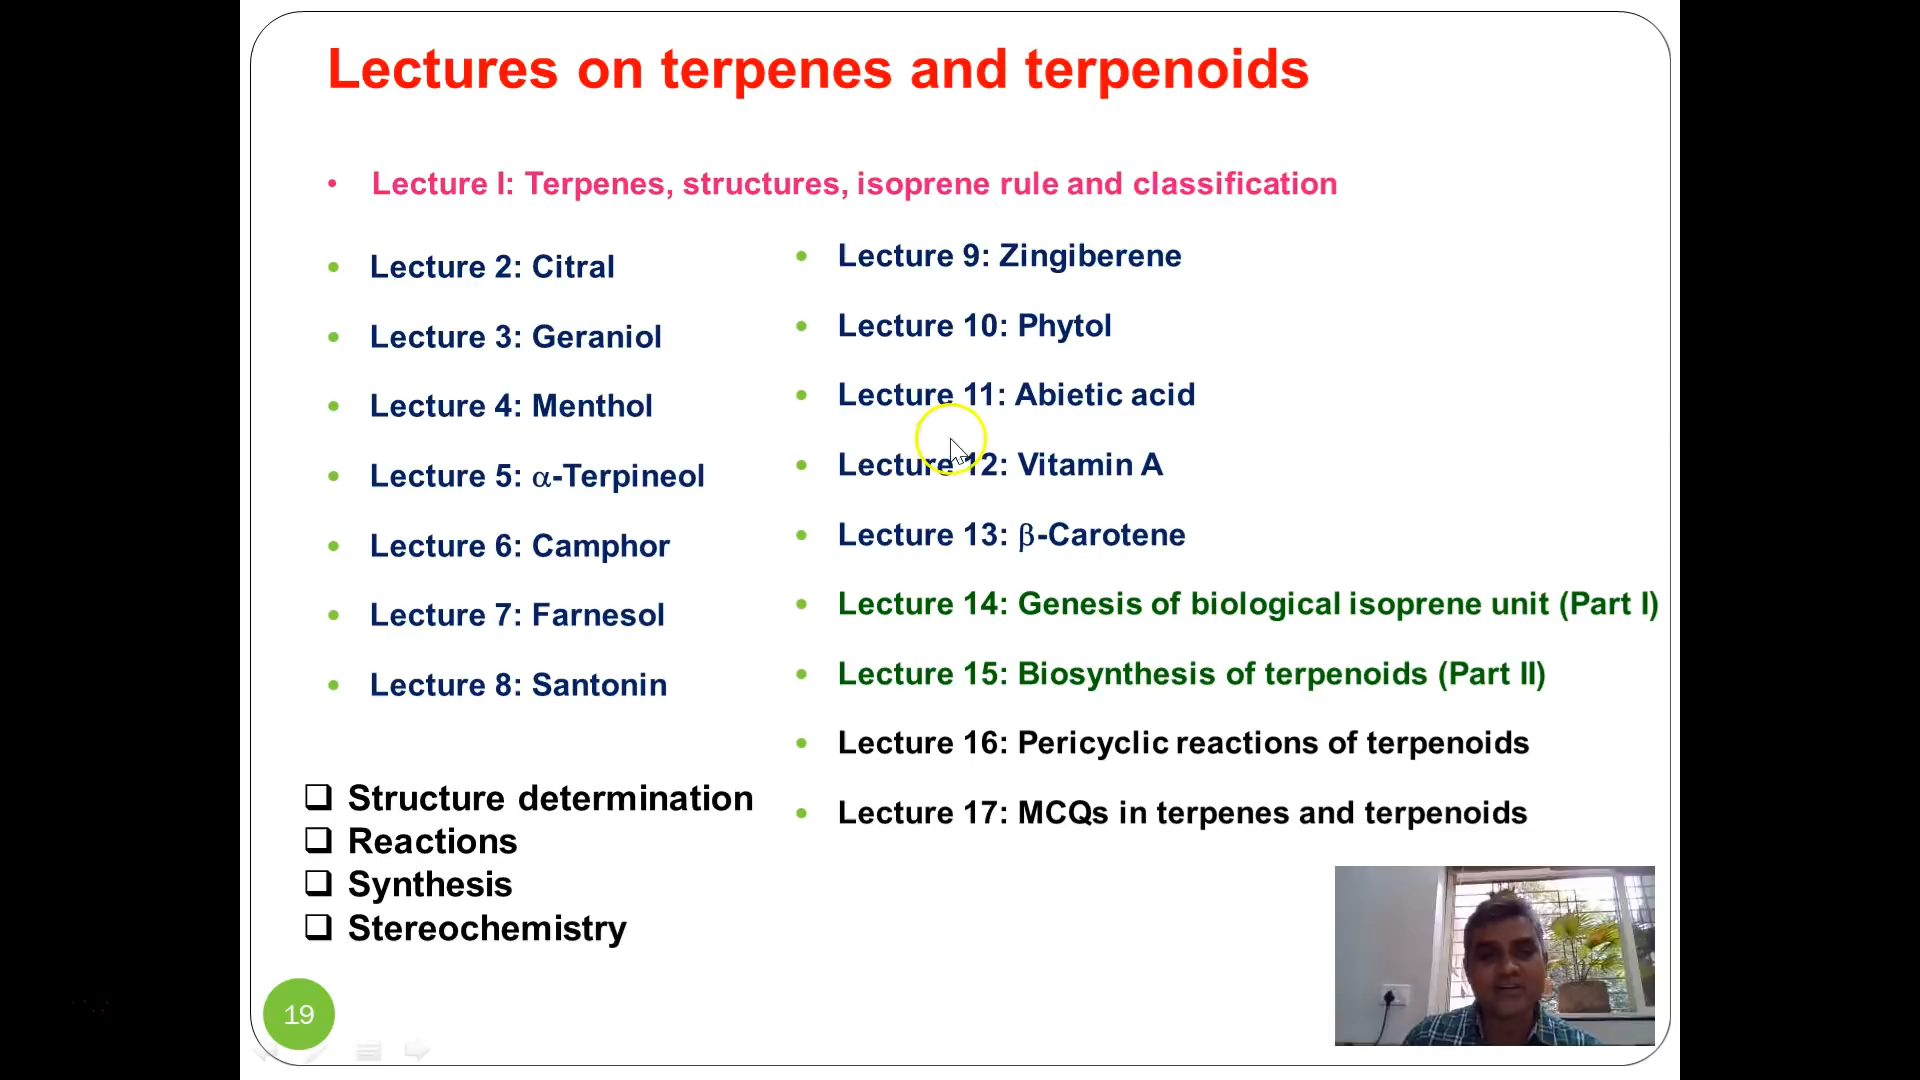 Lectures on terpenes and terpenoids
• Lecture I: Terpenes, structures, isoprene rule and classification
• Lecture 2: Citral
• Lecture 3: Geraniol
• Lecture 4: Menthol
• Lecture 5: α-Terpineol
• Lecture 6: Camphor
• Lecture 7: Farnesol
• Lecture 8: Santonin
❑ Structure determination
❑ Reactions
❑ Synthesis
❑ Stereochemistry
• Lecture 9: Zingiberene
• Lecture 10: Phytol
• Lecture 11: Abietic acid
• Lecture 12: Vitamin A
• Lecture 13: β-Carotene
• Lecture 14: Genesis of biological isoprene unit (Part I)
• Lecture 15: Biosynthesis of terpenoids (Part II)
• Lecture 16: Pericyclic reactions of terpenoids
• Lecture 17: MCQs in terpenes and terpenoids
19